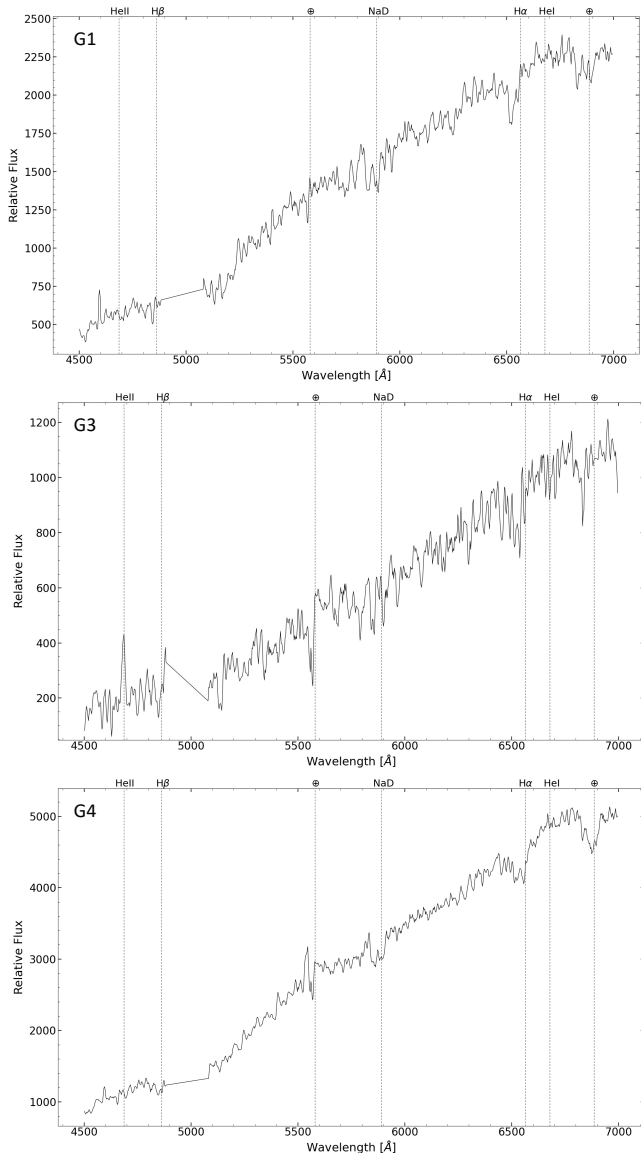 HeII Hβ ⊕ NaD Hα HeI ⊕
G1
2500
2250
2000
1750
1500
1250
1000
750
500
Relative Flux
4500 5000 5500 6000 6500 7000
Wavelength [Å]
HeII Hβ ⊕ NaD Hα HeI ⊕
G3
1200
1000
800
600
400
200
Relative Flux
4500 5000 5500 6000 6500 7000
Wavelength [Å]
HeII Hβ ⊕ NaD Hα HeI ⊕
G4
5000
4000
3000
2000
1000
Relative Flux
4500 5000 5500 6000 6500 7000
Wavelength [Å]